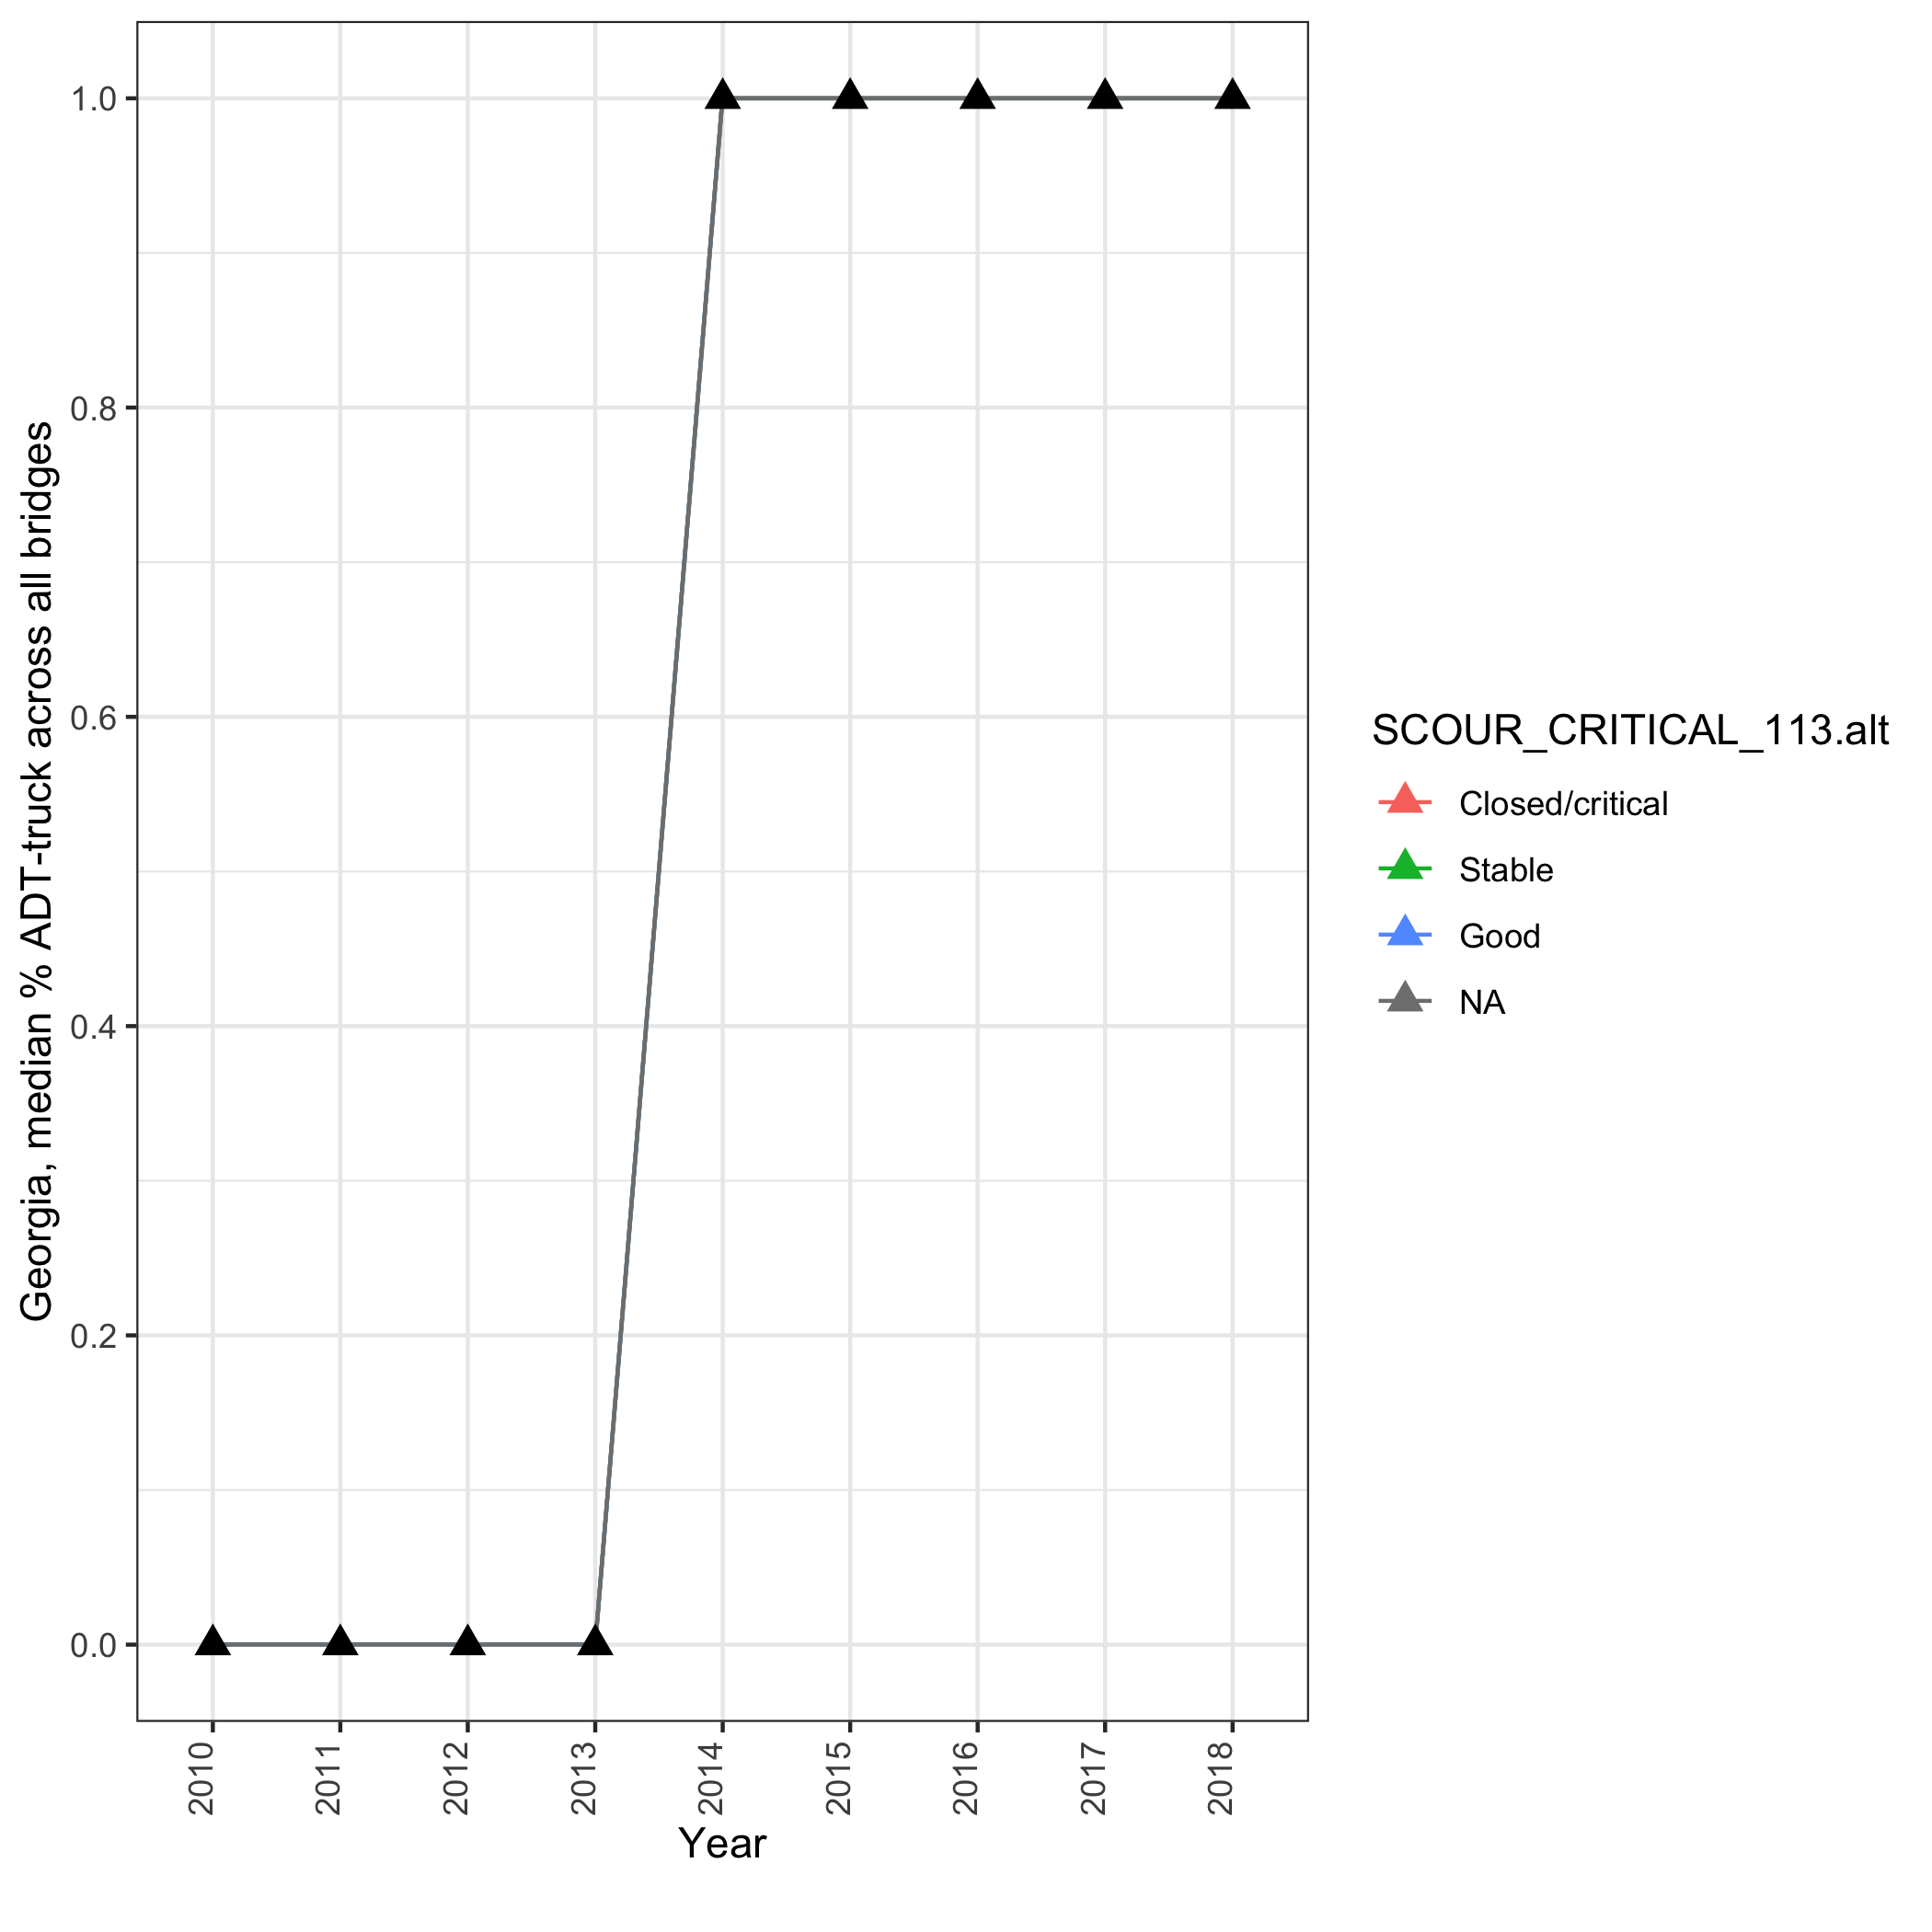 Georgia, median % ADT-truck across all bridges
1.0
0.8
0.6
0.4
0.2
0.0
2010
2011
2012
2013
2014
2015
2016
2017
2018
Year
SCOUR_CRITICAL_113.alt
Closed/critical
Stable
Good
NA